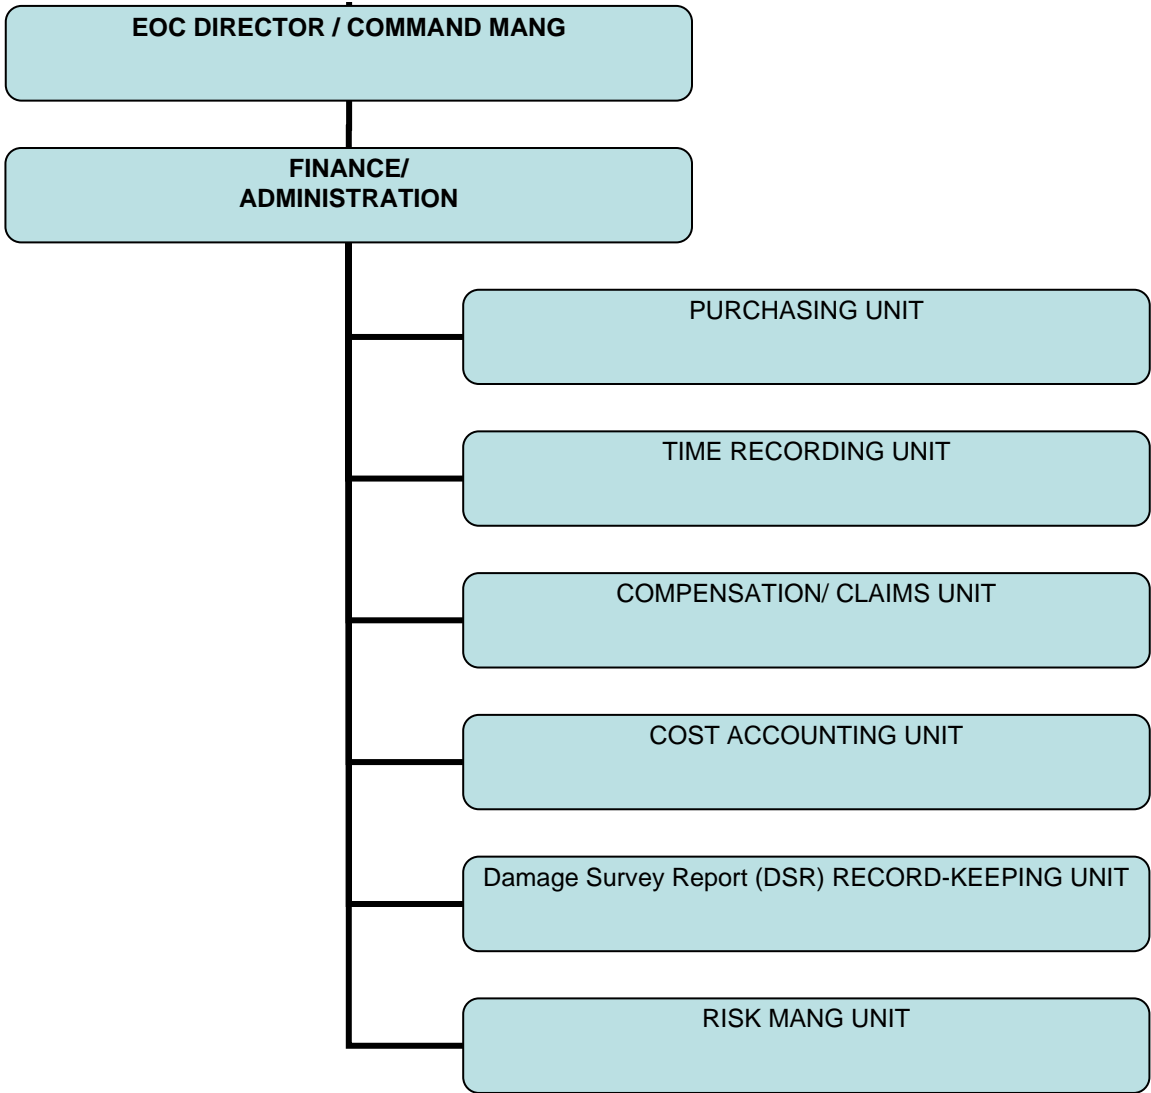 EOC DIRECTOR / COMMAND MANG
FINANCE/
ADMINISTRATION
PURCHASING UNIT
TIME RECORDING UNIT
COMPENSATION/ CLAIMS UNIT
COST ACCOUNTING UNIT
Damage Survey Report (DSR) RECORD-KEEPING UNIT
RISK MANG UNIT